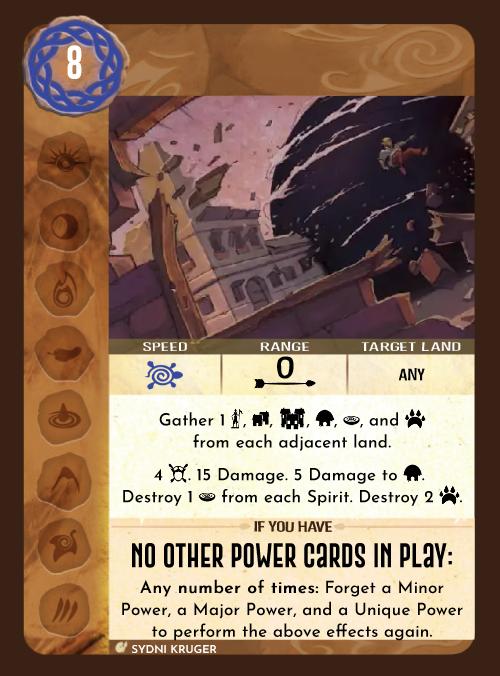 8
SPEED RANGE TARGET LAND
0 ANY
Gather 1 , , , , , and
from each adjacent land.
4 . 15 Damage. 5 Damage to .
Destroy 1 from each Spirit. Destroy 2 .
IF YOU HAVE
NO OTHER POWER CARDS IN PLAY:
Any number of times: Forget a Minor
Power, a Major Power, and a Unique Power
to perform the above effects again.
SYDNI KRUGER